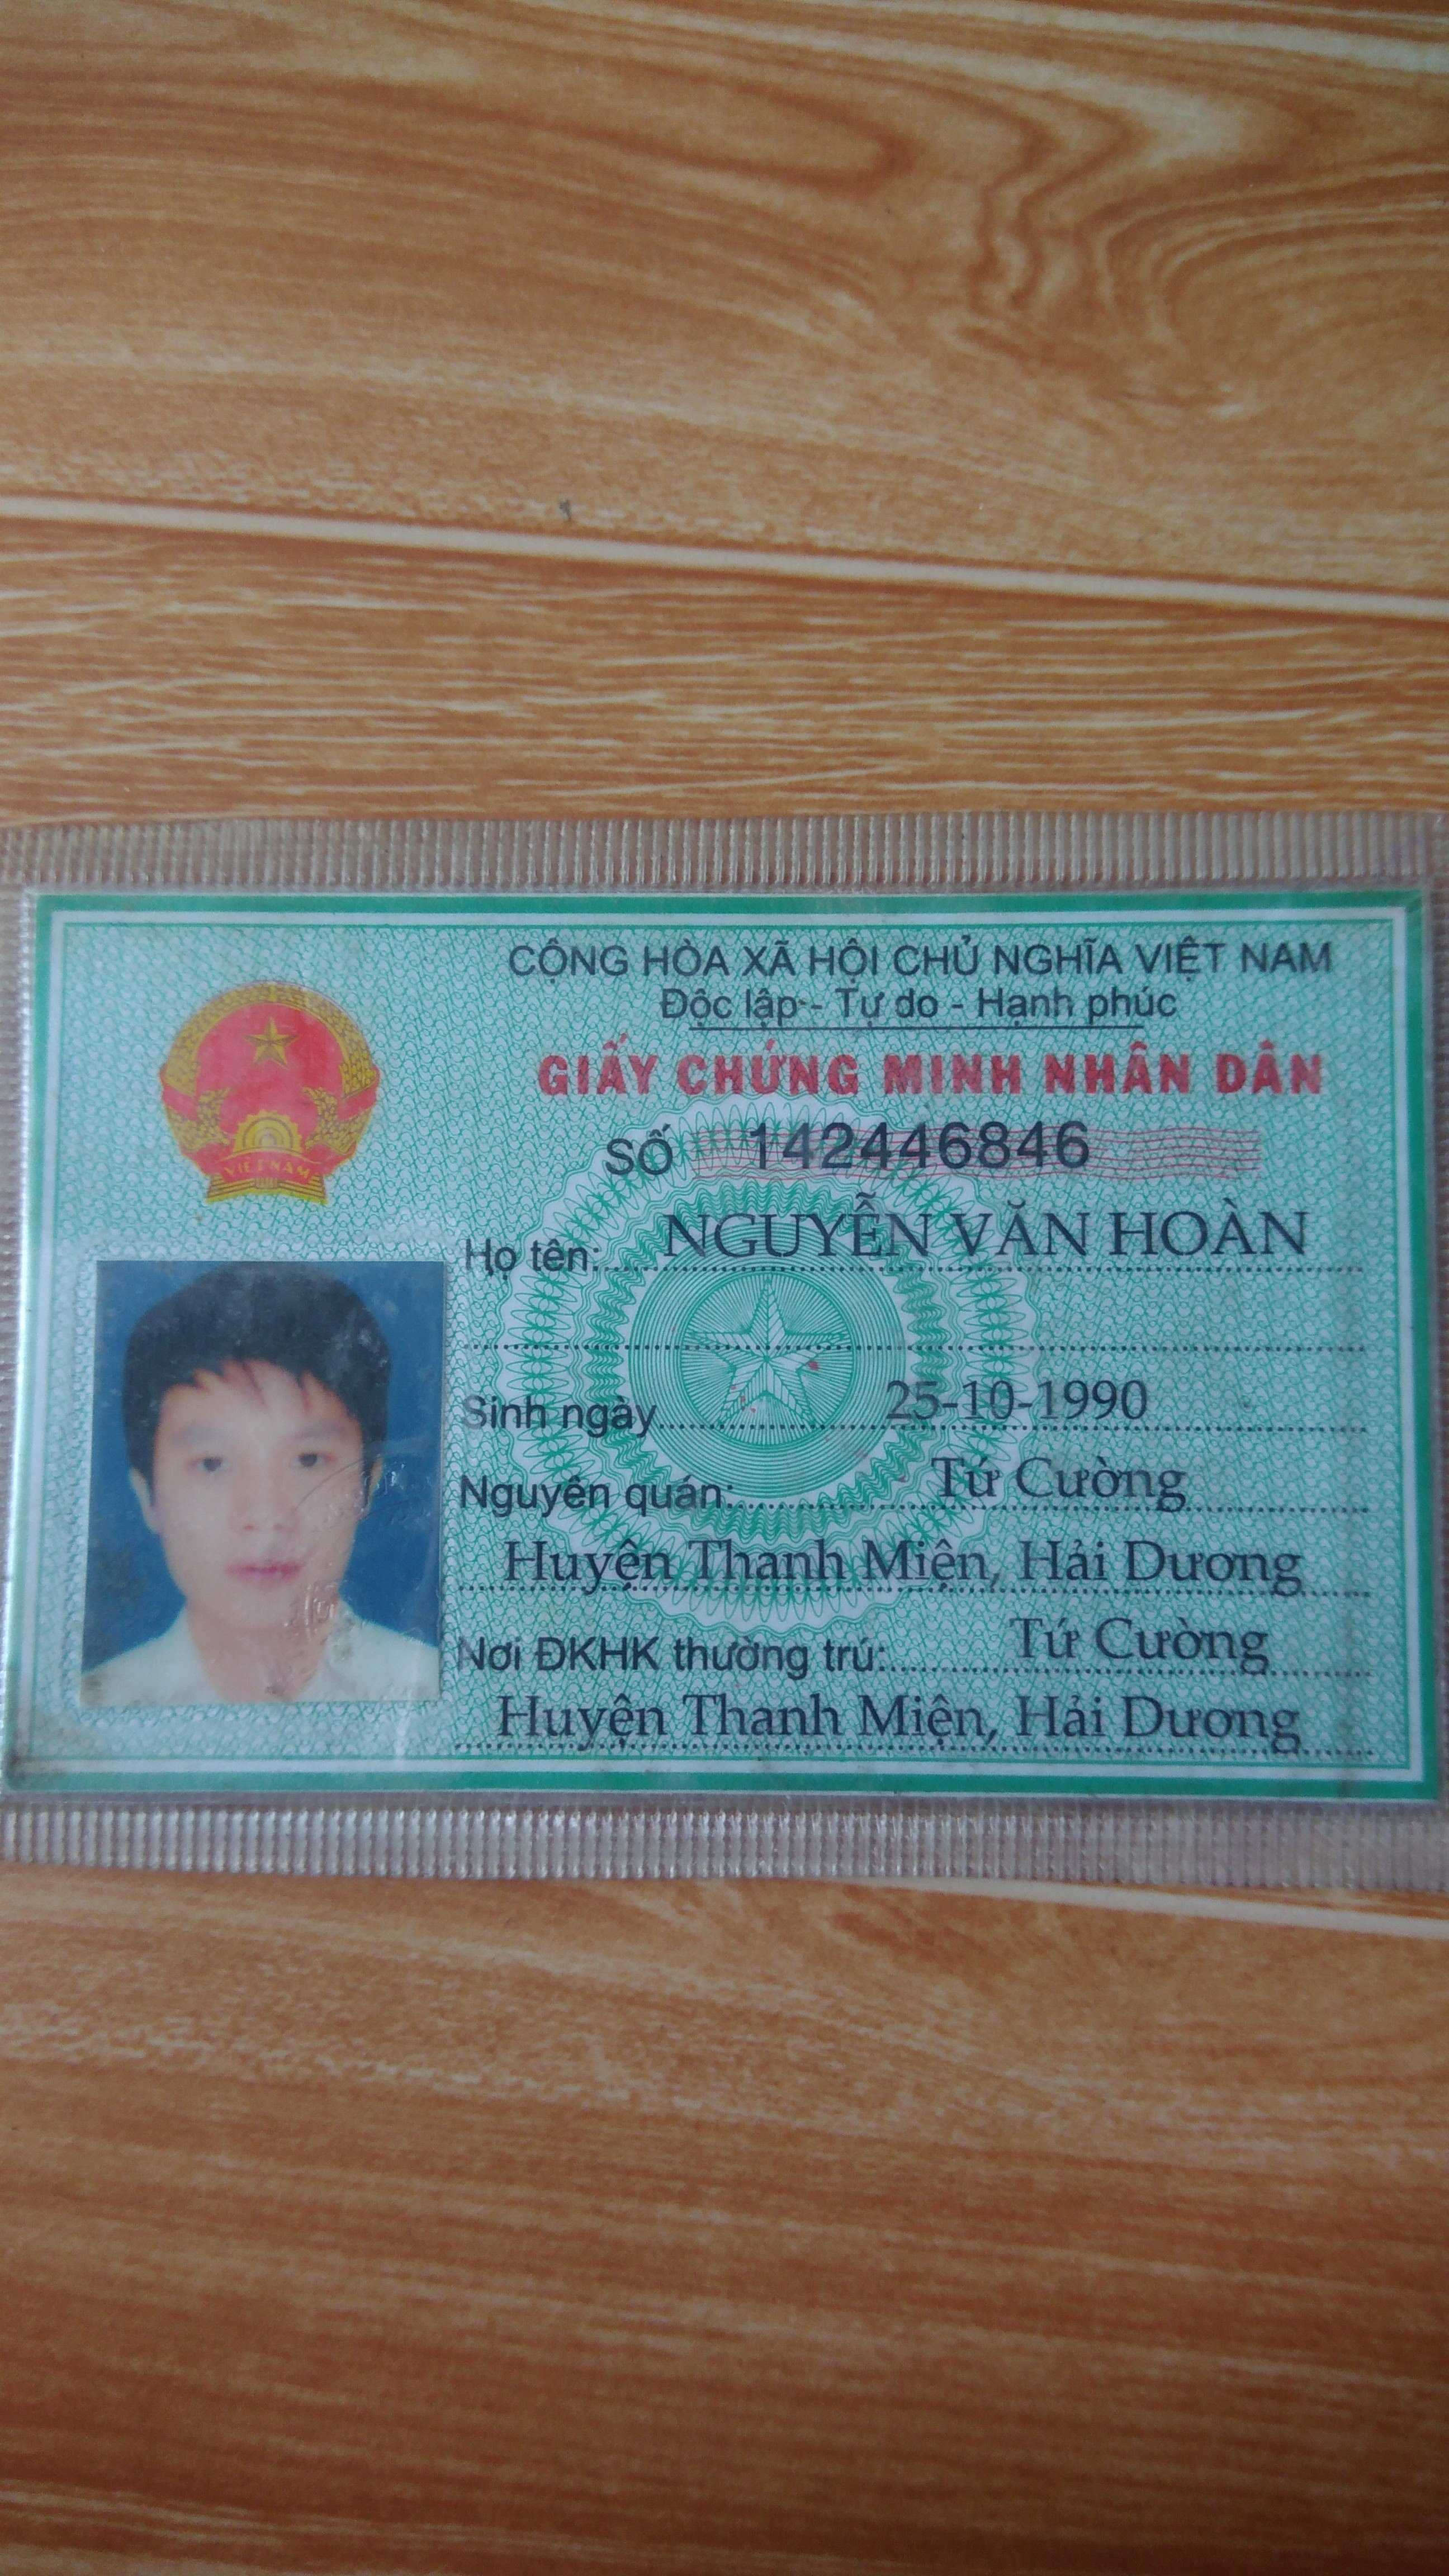 CỘNG HÒA XÃ HỘI CHỦ NGHĨA VIỆT NAM
Độc lập - Tự do - Hạnh phúc
GIẤY CHỨNG MINH NHÂN DÂN
SỐ 142446846
VIỆT NAM
Họ tên: NGUYỄN VĂN HOÀN
Sinh ngày 25-10-1990
Nguyên quán: Tứ Cường
Huyện Thanh Miện, Hải Dương
Nơi ĐKHK thường trú: Tứ Cường
Huyện Thanh Miện, Hải Dương